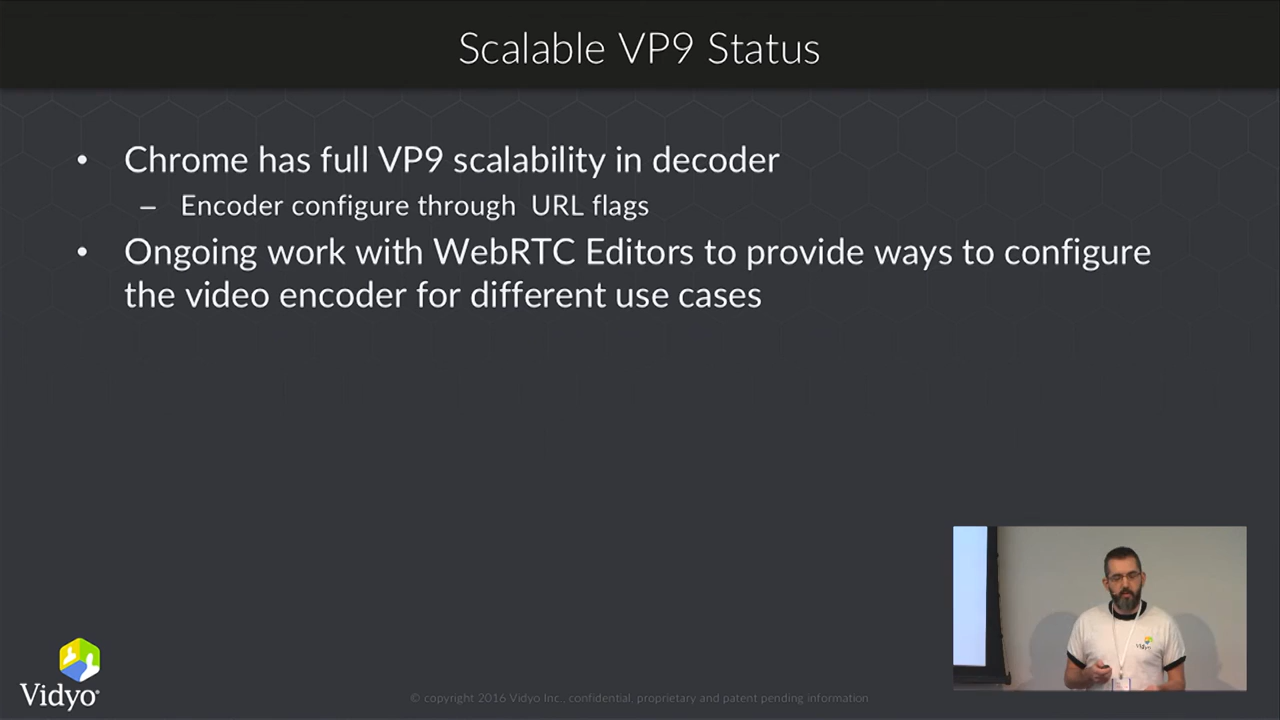 Scalable VP9 Status
• Chrome has full VP9 scalability in decoder
– Encoder configure through URL flags
• Ongoing work with WebRTC Editors to provide ways to configure
the video encoder for different use cases
Vidyo
Vidyo®
© copyright 2016 Vidyo Inc., confidential, proprietary and patent pending information